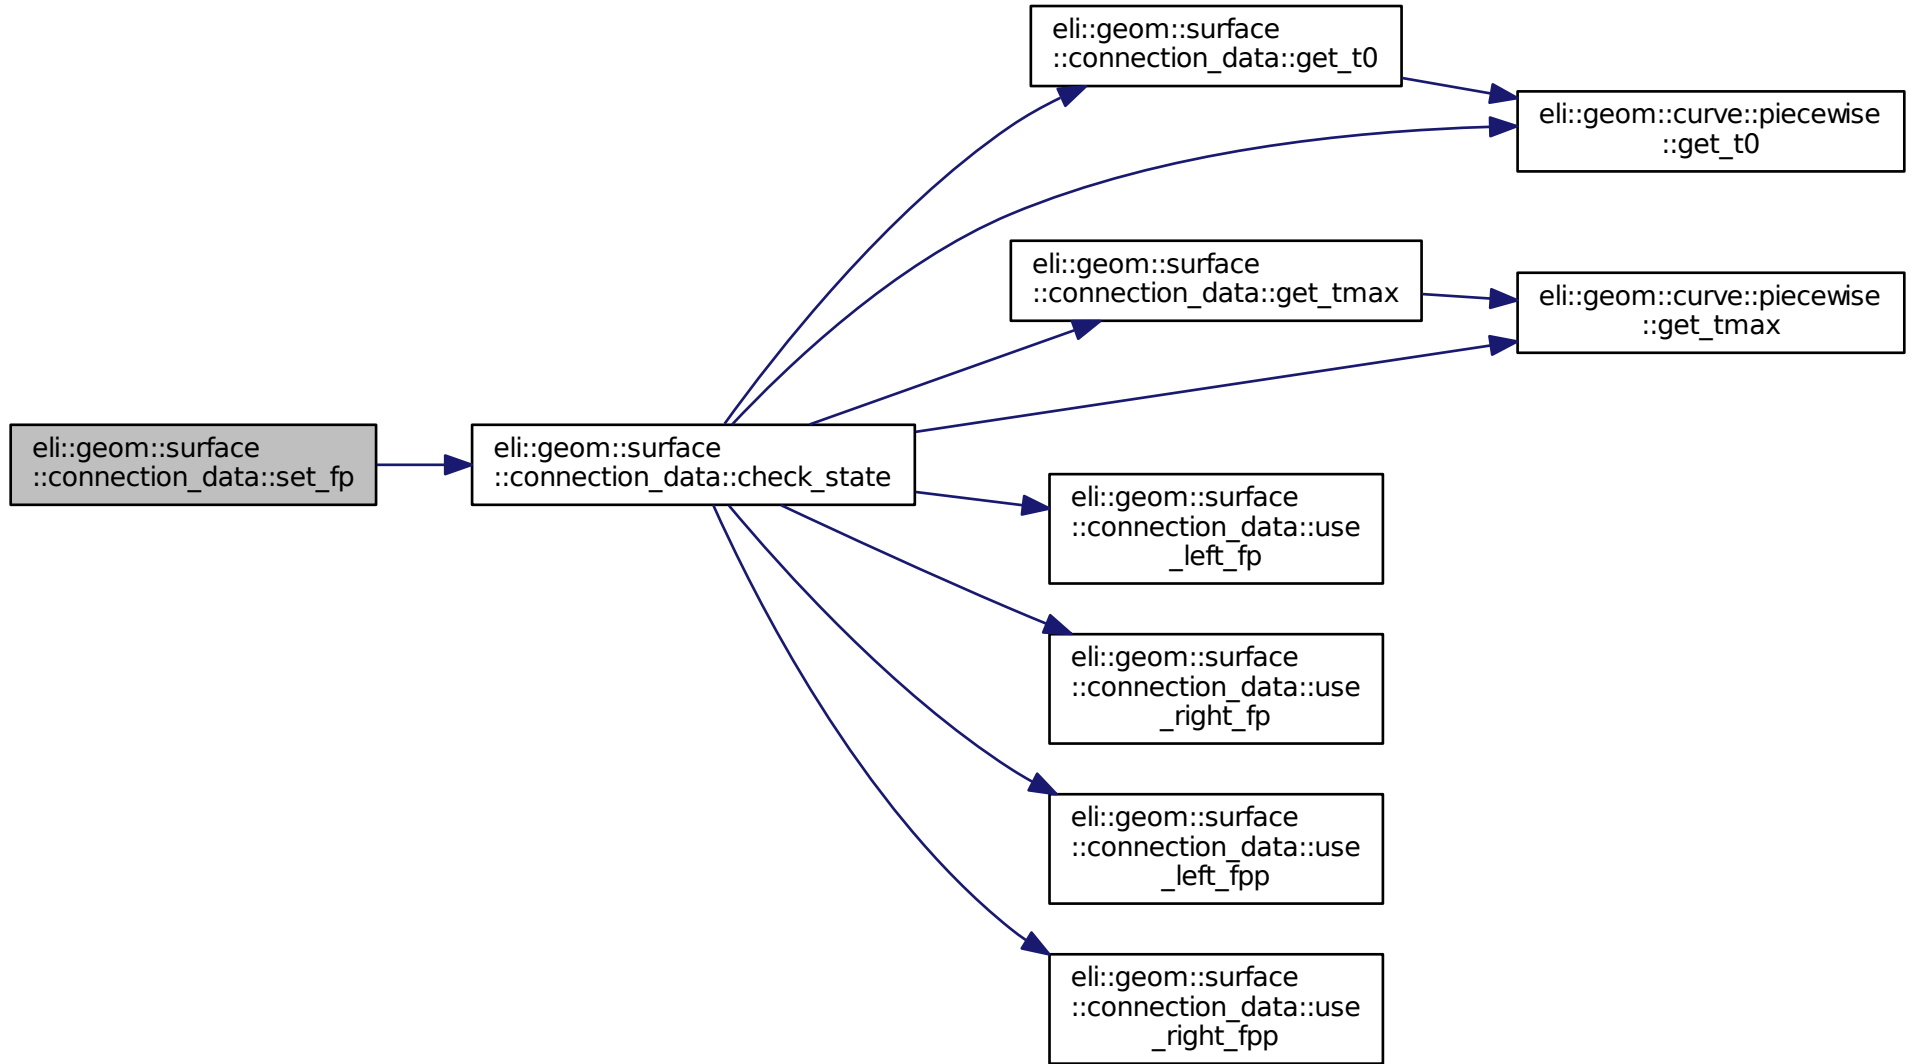 eli::geom::surface
::connection_data::set_fp
eli::geom::surface
::connection_data::check_state
eli::geom::surface
::connection_data::get_t0
eli::geom::curve::piecewise
::get_t0
eli::geom::surface
::connection_data::get_tmax
eli::geom::curve::piecewise
::get_tmax
eli::geom::surface
::connection_data::use
_left_fp
eli::geom::surface
::connection_data::use
_right_fp
eli::geom::surface
::connection_data::use
_left_fpp
eli::geom::surface
::connection_data::use
_right_fpp